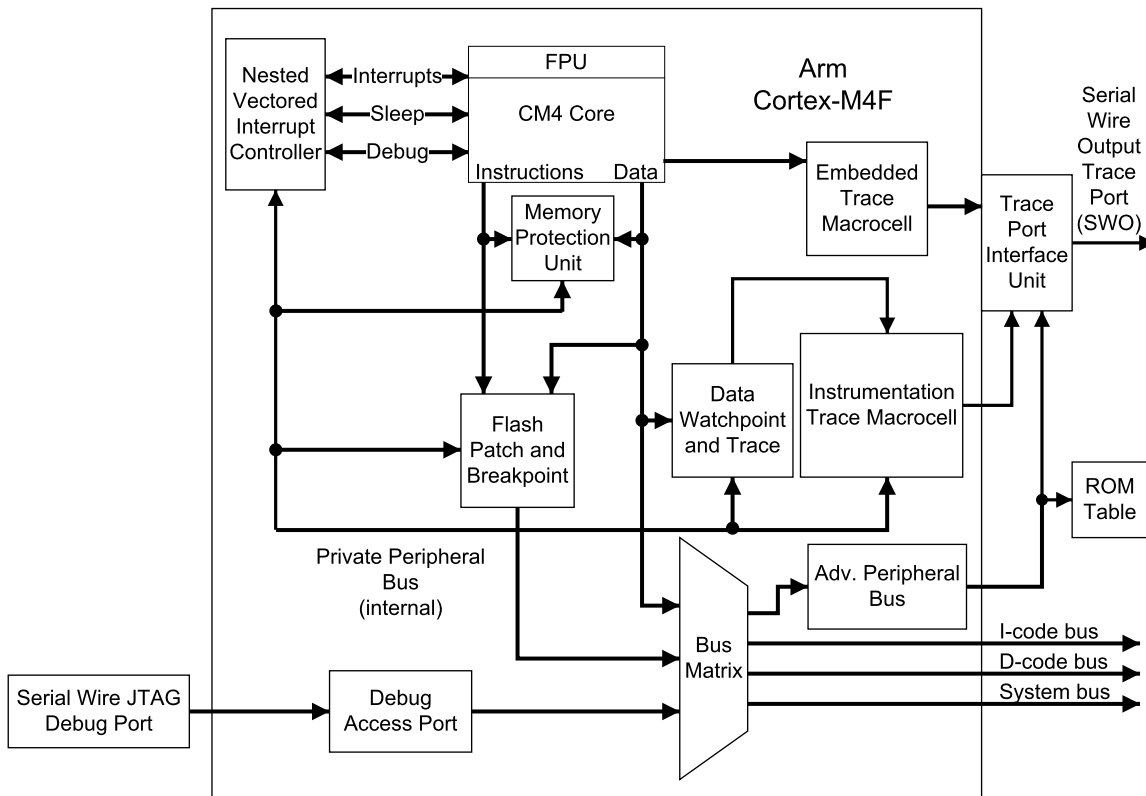 Nested
Vectored
Interrupt
Controller
Interrupts
Sleep
Debug
FPU
CM4 Core
Instructions
Data
Arm
Cortex-M4F
Memory
Protection
Unit
Embedded
Trace
Macrocell
Trace
Port
Interface
Unit
Serial
Wire
Output
Trace
Port
(SWO)
Flash
Patch and
Breakpoint
Data
Watchpoint
and Trace
Instrumentation
Trace Macrocell
ROM
Table
Private Peripheral
Bus
(internal)
Adv. Peripheral
Bus
Bus
Matrix
I-code bus
D-code bus
System bus
Serial Wire JTAG
Debug Port
Debug
Access Port